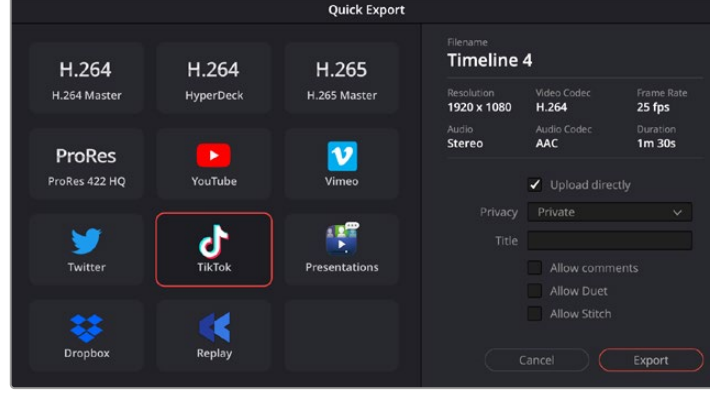 Quick Export
H.264
H.264 Master
H.264
HyperDeck
H.265
H.265 Master
ProRes
ProRes 422 HQ
YouTube
Vimeo
Twitter
TikTok
Presentations
Dropbox
Replay
Filename
Timeline 4
Resolution Video Codec Frame Rate
1920 x 1080 H.264 25 fps
Audio Audio Codec Duration
Stereo AAC 1m 30s
Upload directly
Privacy Private
Title
Allow comments
Allow Duet
Allow Stitch
Cancel Export